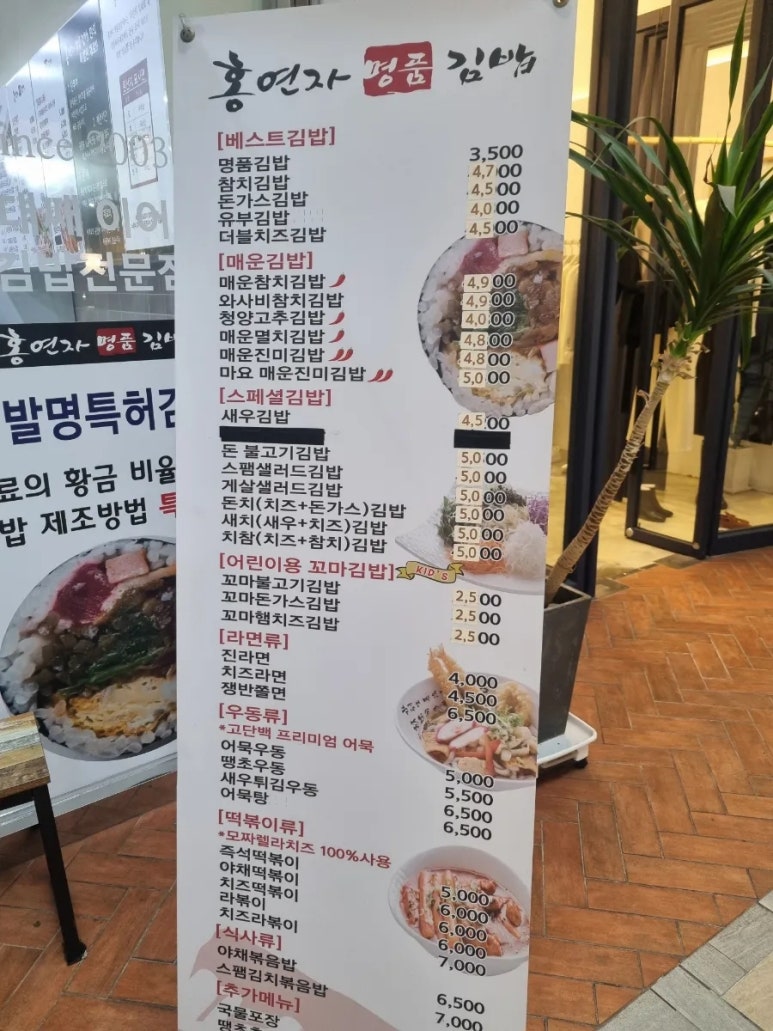 홍연자 명품 김밥
[베스트김밥]
명품김밥 3,500
참치김밥 4,700
돈가스김밥 4,500
유부김밥 4,000
더블치즈김밥 4,500
[매운김밥]
매운참치김밥 4,900
와사비참치김밥 4,900
청양고추김밥 4,000
매운멸치김밥 4,800
매운진미김밥 4,800
마요 매운진미김밥 5,000
[스페셜김밥]
새우김밥 4,500
돈 불고기김밥 5,000
스팸샐러드김밥 5,000
게살샐러드김밥 5,000
돈치(치즈+돈가스)김밥 5,000
새치(새우+치즈)김밥 5,000
치참(치즈+참치)김밥 5,000
[어린이용 꼬마김밥] KID'S
꼬마불고기김밥 2,500
꼬마돈가스김밥 2,500
꼬마햄치즈김밥 2,500
[라면류]
진라면 4,000
치즈라면 4,500
쟁반쫄면 6,500
[우동류]
*고단백 프리미엄 어묵
어묵우동 5,000
땡초우동 5,500
새우튀김우동 6,500
어묵탕 6,500
[떡볶이류]
*모짜렐라치즈 100%사용
즉석떡볶이 5,000
야채떡볶이 6,000
치즈떡볶이 6,000
라볶이 6,000
치즈라볶이 7,000
[식사류]
야채볶음밥 6,500
스팸김치볶음밥 7,000
[추가메뉴]
국물포장
since 2003
김밥전문점
홍연자 명품 김밥
발명특허김
료의 황금 비율
밥 제조방법 특